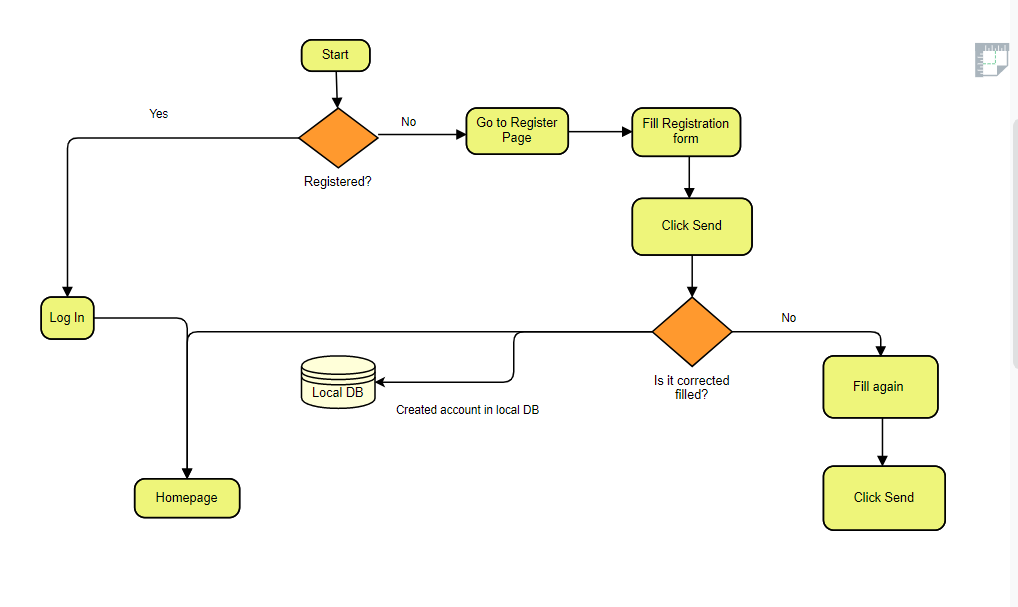 Start
Yes
No
Go to Register
Page
Fill Registration
form
Registered?
Click Send
Log In
No
Is it corrected
filled?
Local DB
Fill again
Created account in local DB
Homepage
Click Send